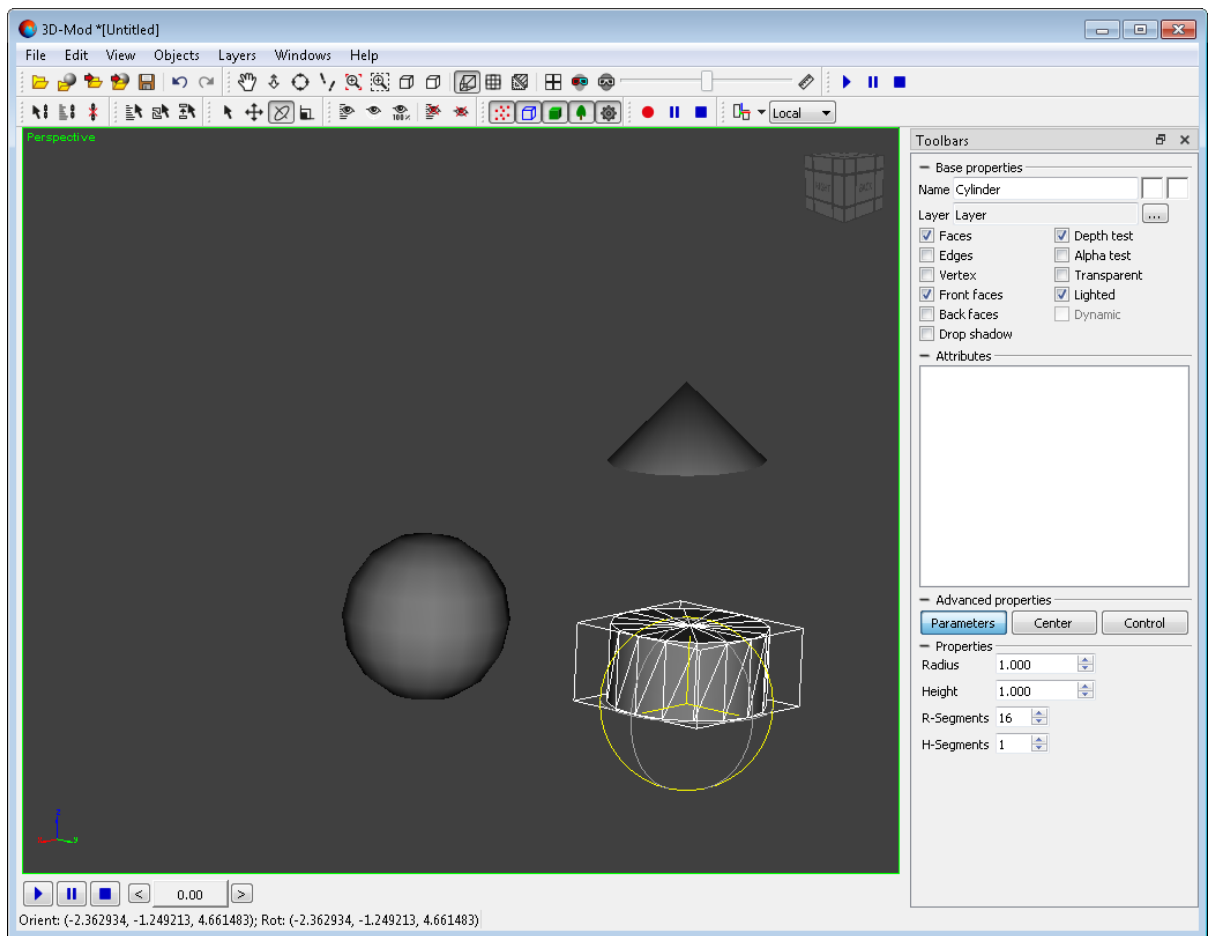 3D-Mod *[Untitled]
File Edit View Objects Layers Windows Help
100% Local
Perspective
Toolbars
Base properties
Name Cylinder
Layer Layer ...
Faces Depth test
Edges Alpha test
Vertex Transparent
Front faces Lighted
Back faces Dynamic
Drop shadow
Attributes
Advanced properties
Parameters Center Control
Properties
Radius 1.000
Height 1.000
R-Segments 16
H-Segments 1
z
y
< 0.00 >
Orient: (-2.362934, -1.249213, 4.661483); Rot: (-2.362934, -1.249213, 4.661483)